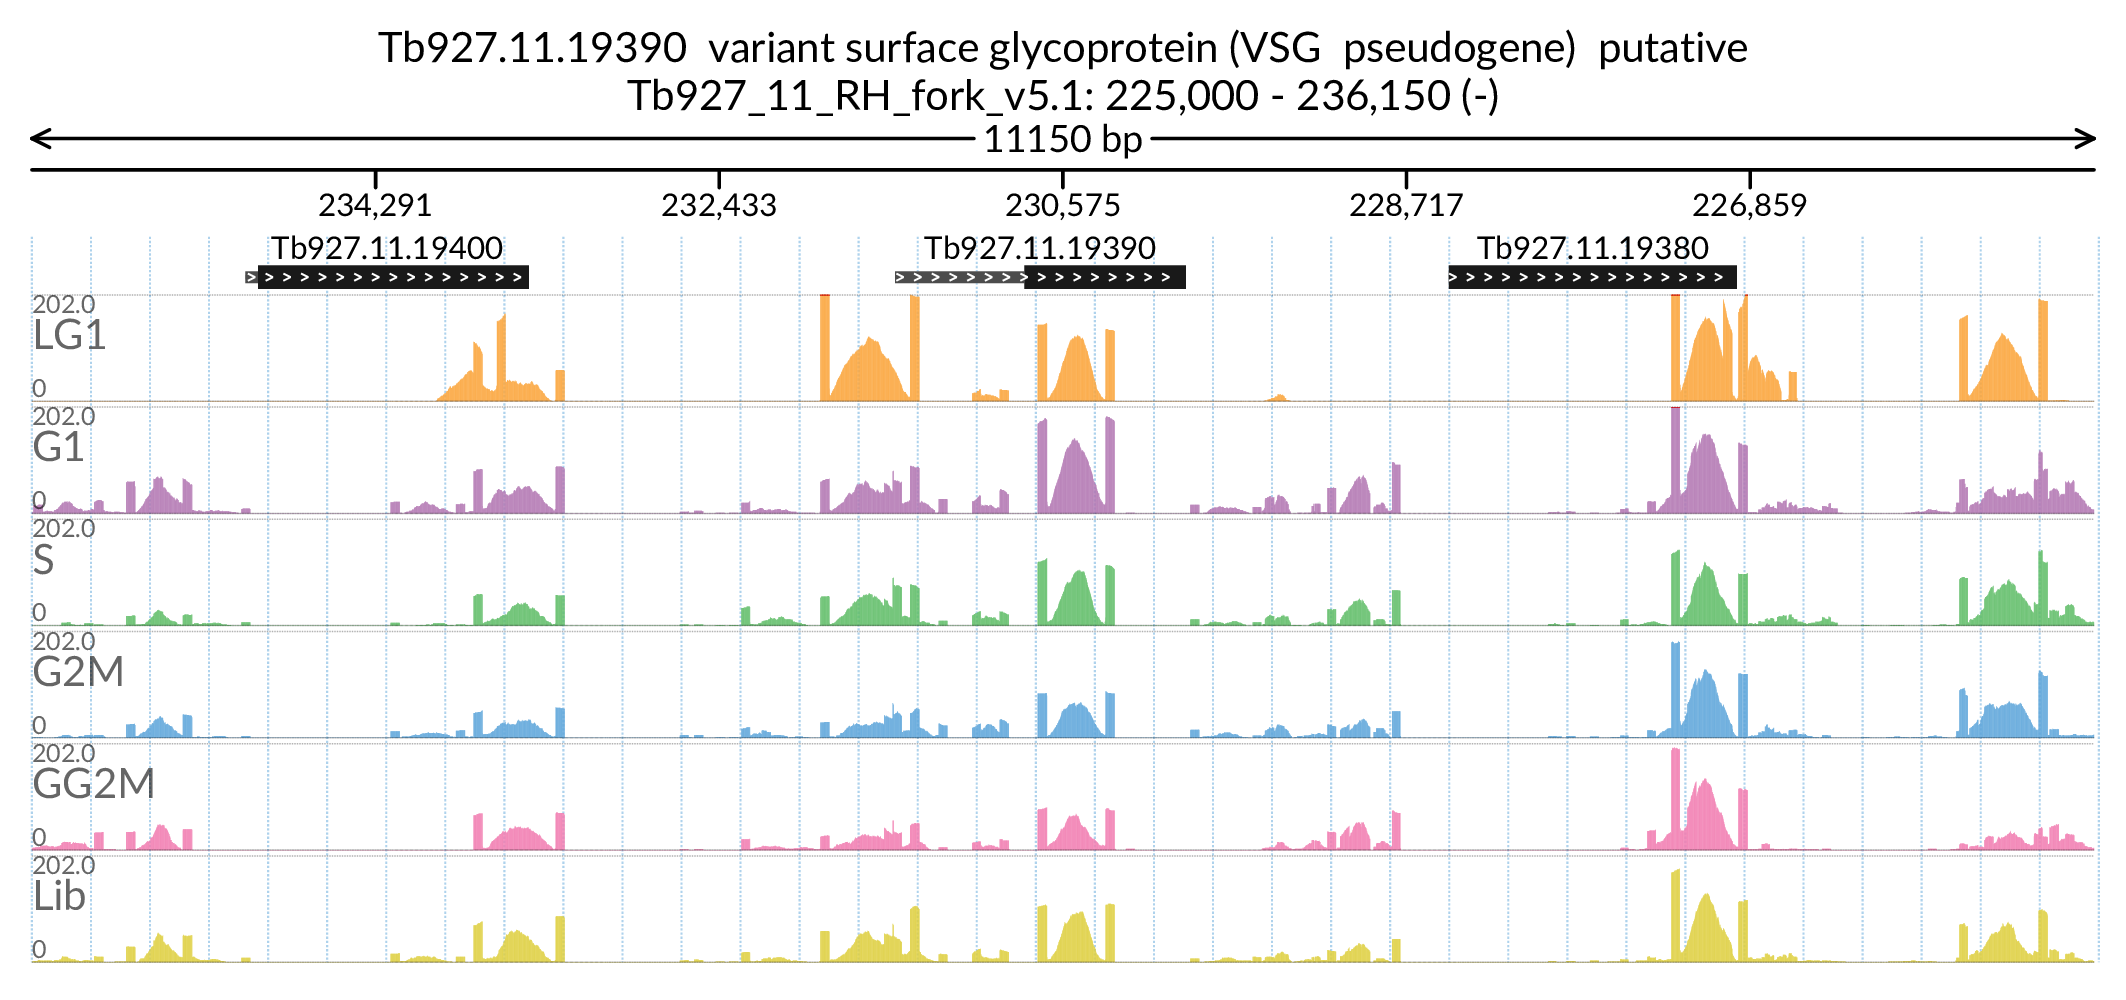 Tb927.11.19390 variant surface glycoprotein (VSG pseudogene) putative
Tb927_11_RH_fork_v5.1: 225,000 - 236,150 (-)
11150 bp
234,291 232,433 230,575 228,717 226,859
Tb927.11.19400 Tb927.11.19390 Tb927.11.19380
202.0
LG1
0
202.0
G1
0
202.0
S
0
202.0
G2M
0
202.0
GG2M
0
202.0
Lib
0